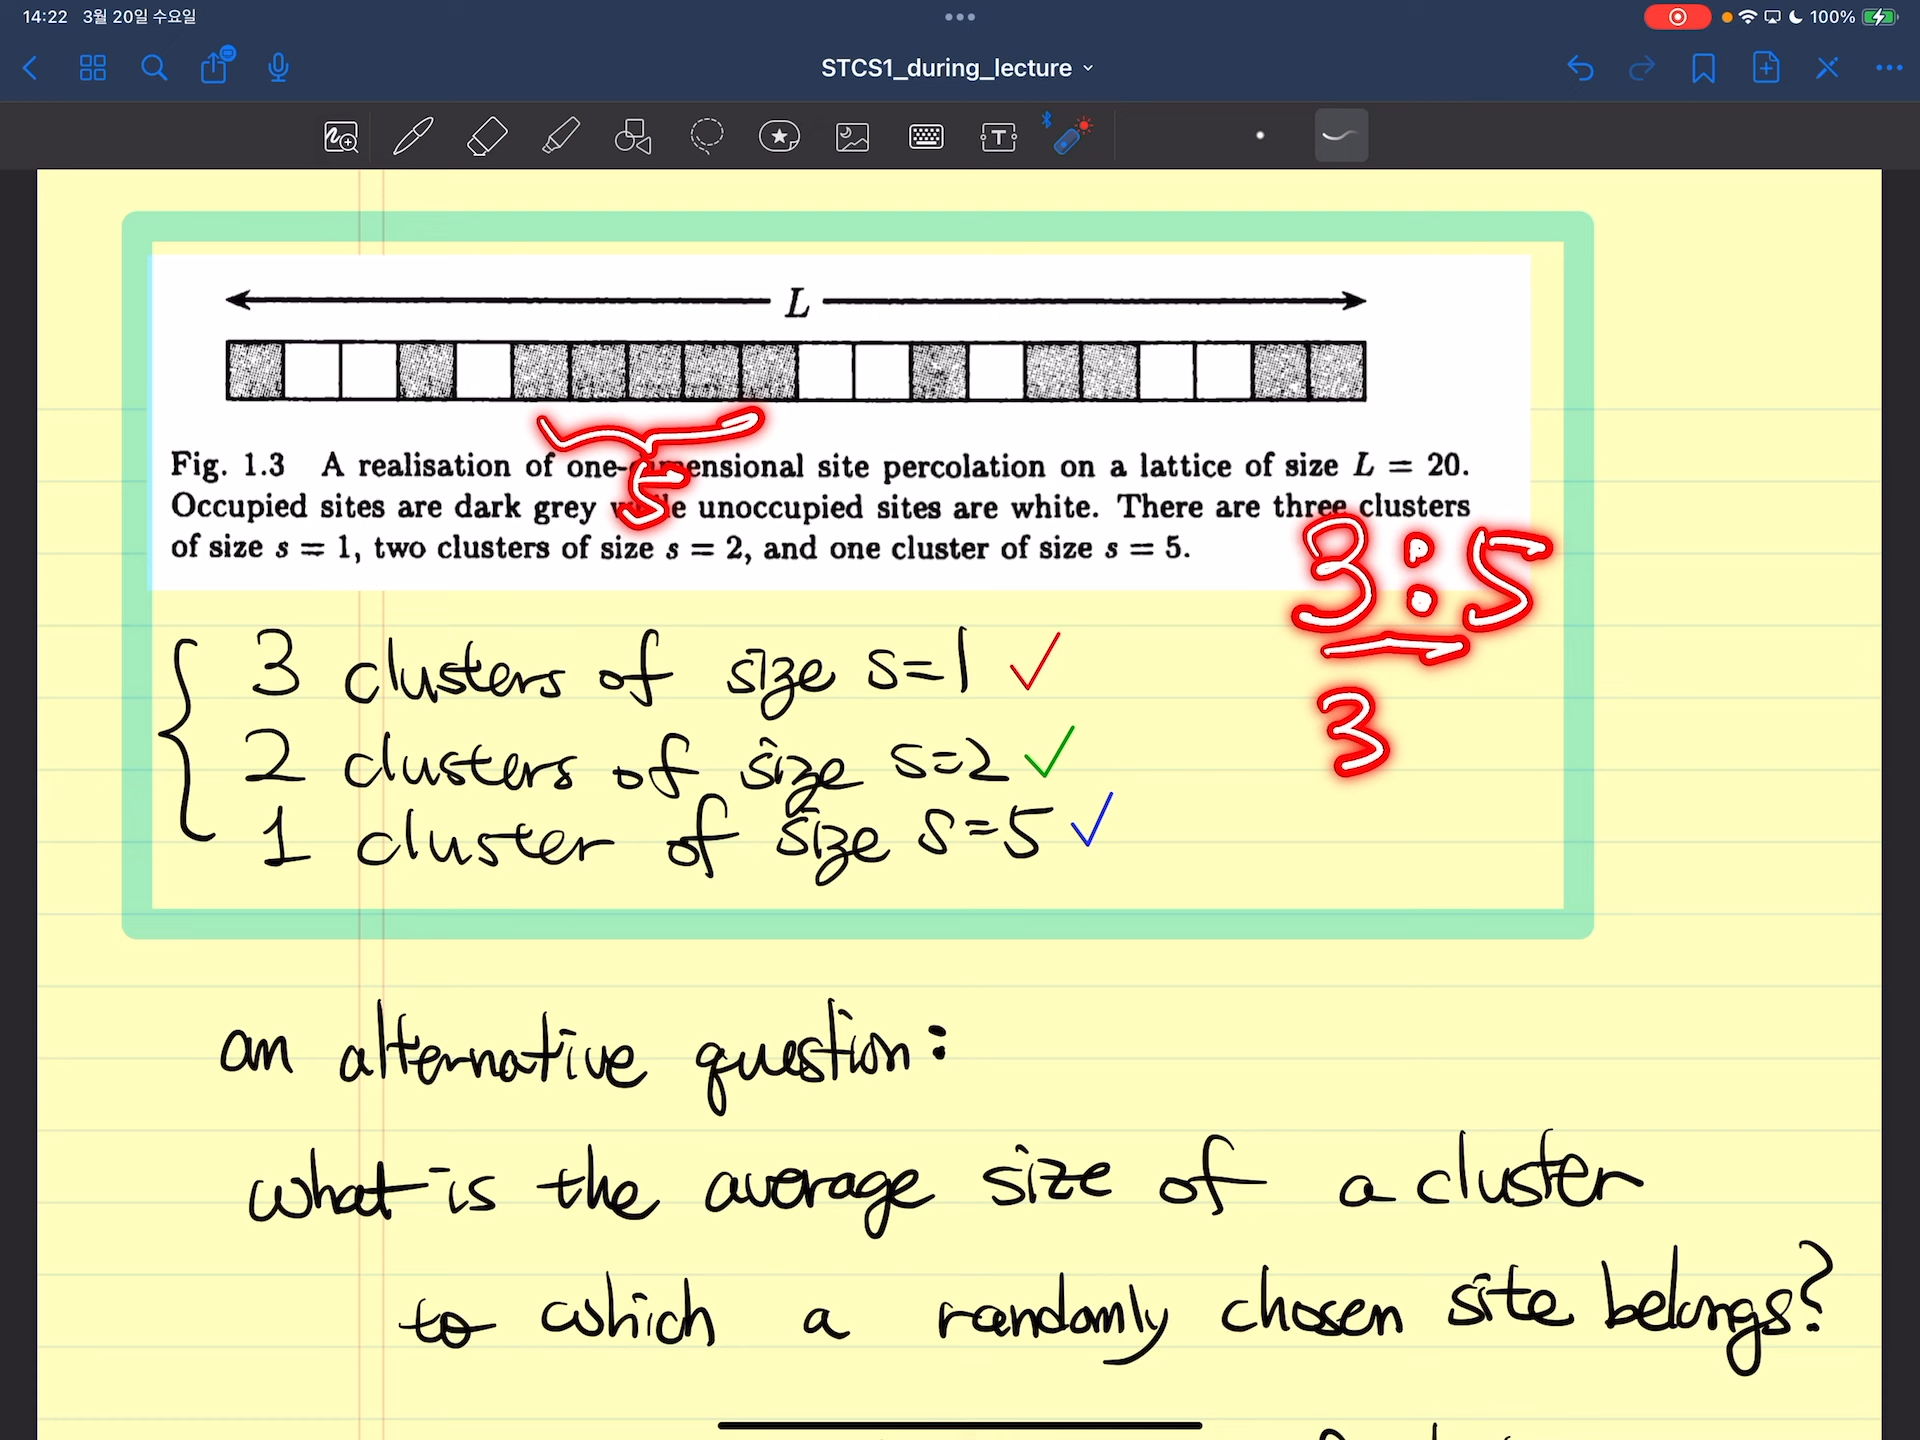 14:22 3월 20일 수요일
100%
STCS1_during_lecture
T
L
Fig. 1.3 A realisation of one-dimensional site percolation on a lattice of size L = 20.
5
Occupied sites are dark grey while unoccupied sites are white. There are three clusters
of size s = 1, two clusters of size s = 2, and one cluster of size s = 5.
3:5
3
3 clusters of size s=1 ✓
2 clusters of size s=2 ✓
1 cluster of size s=5 ✓
an alternative question:
what is the average size of a cluster
to which a randomly chosen site belongs?